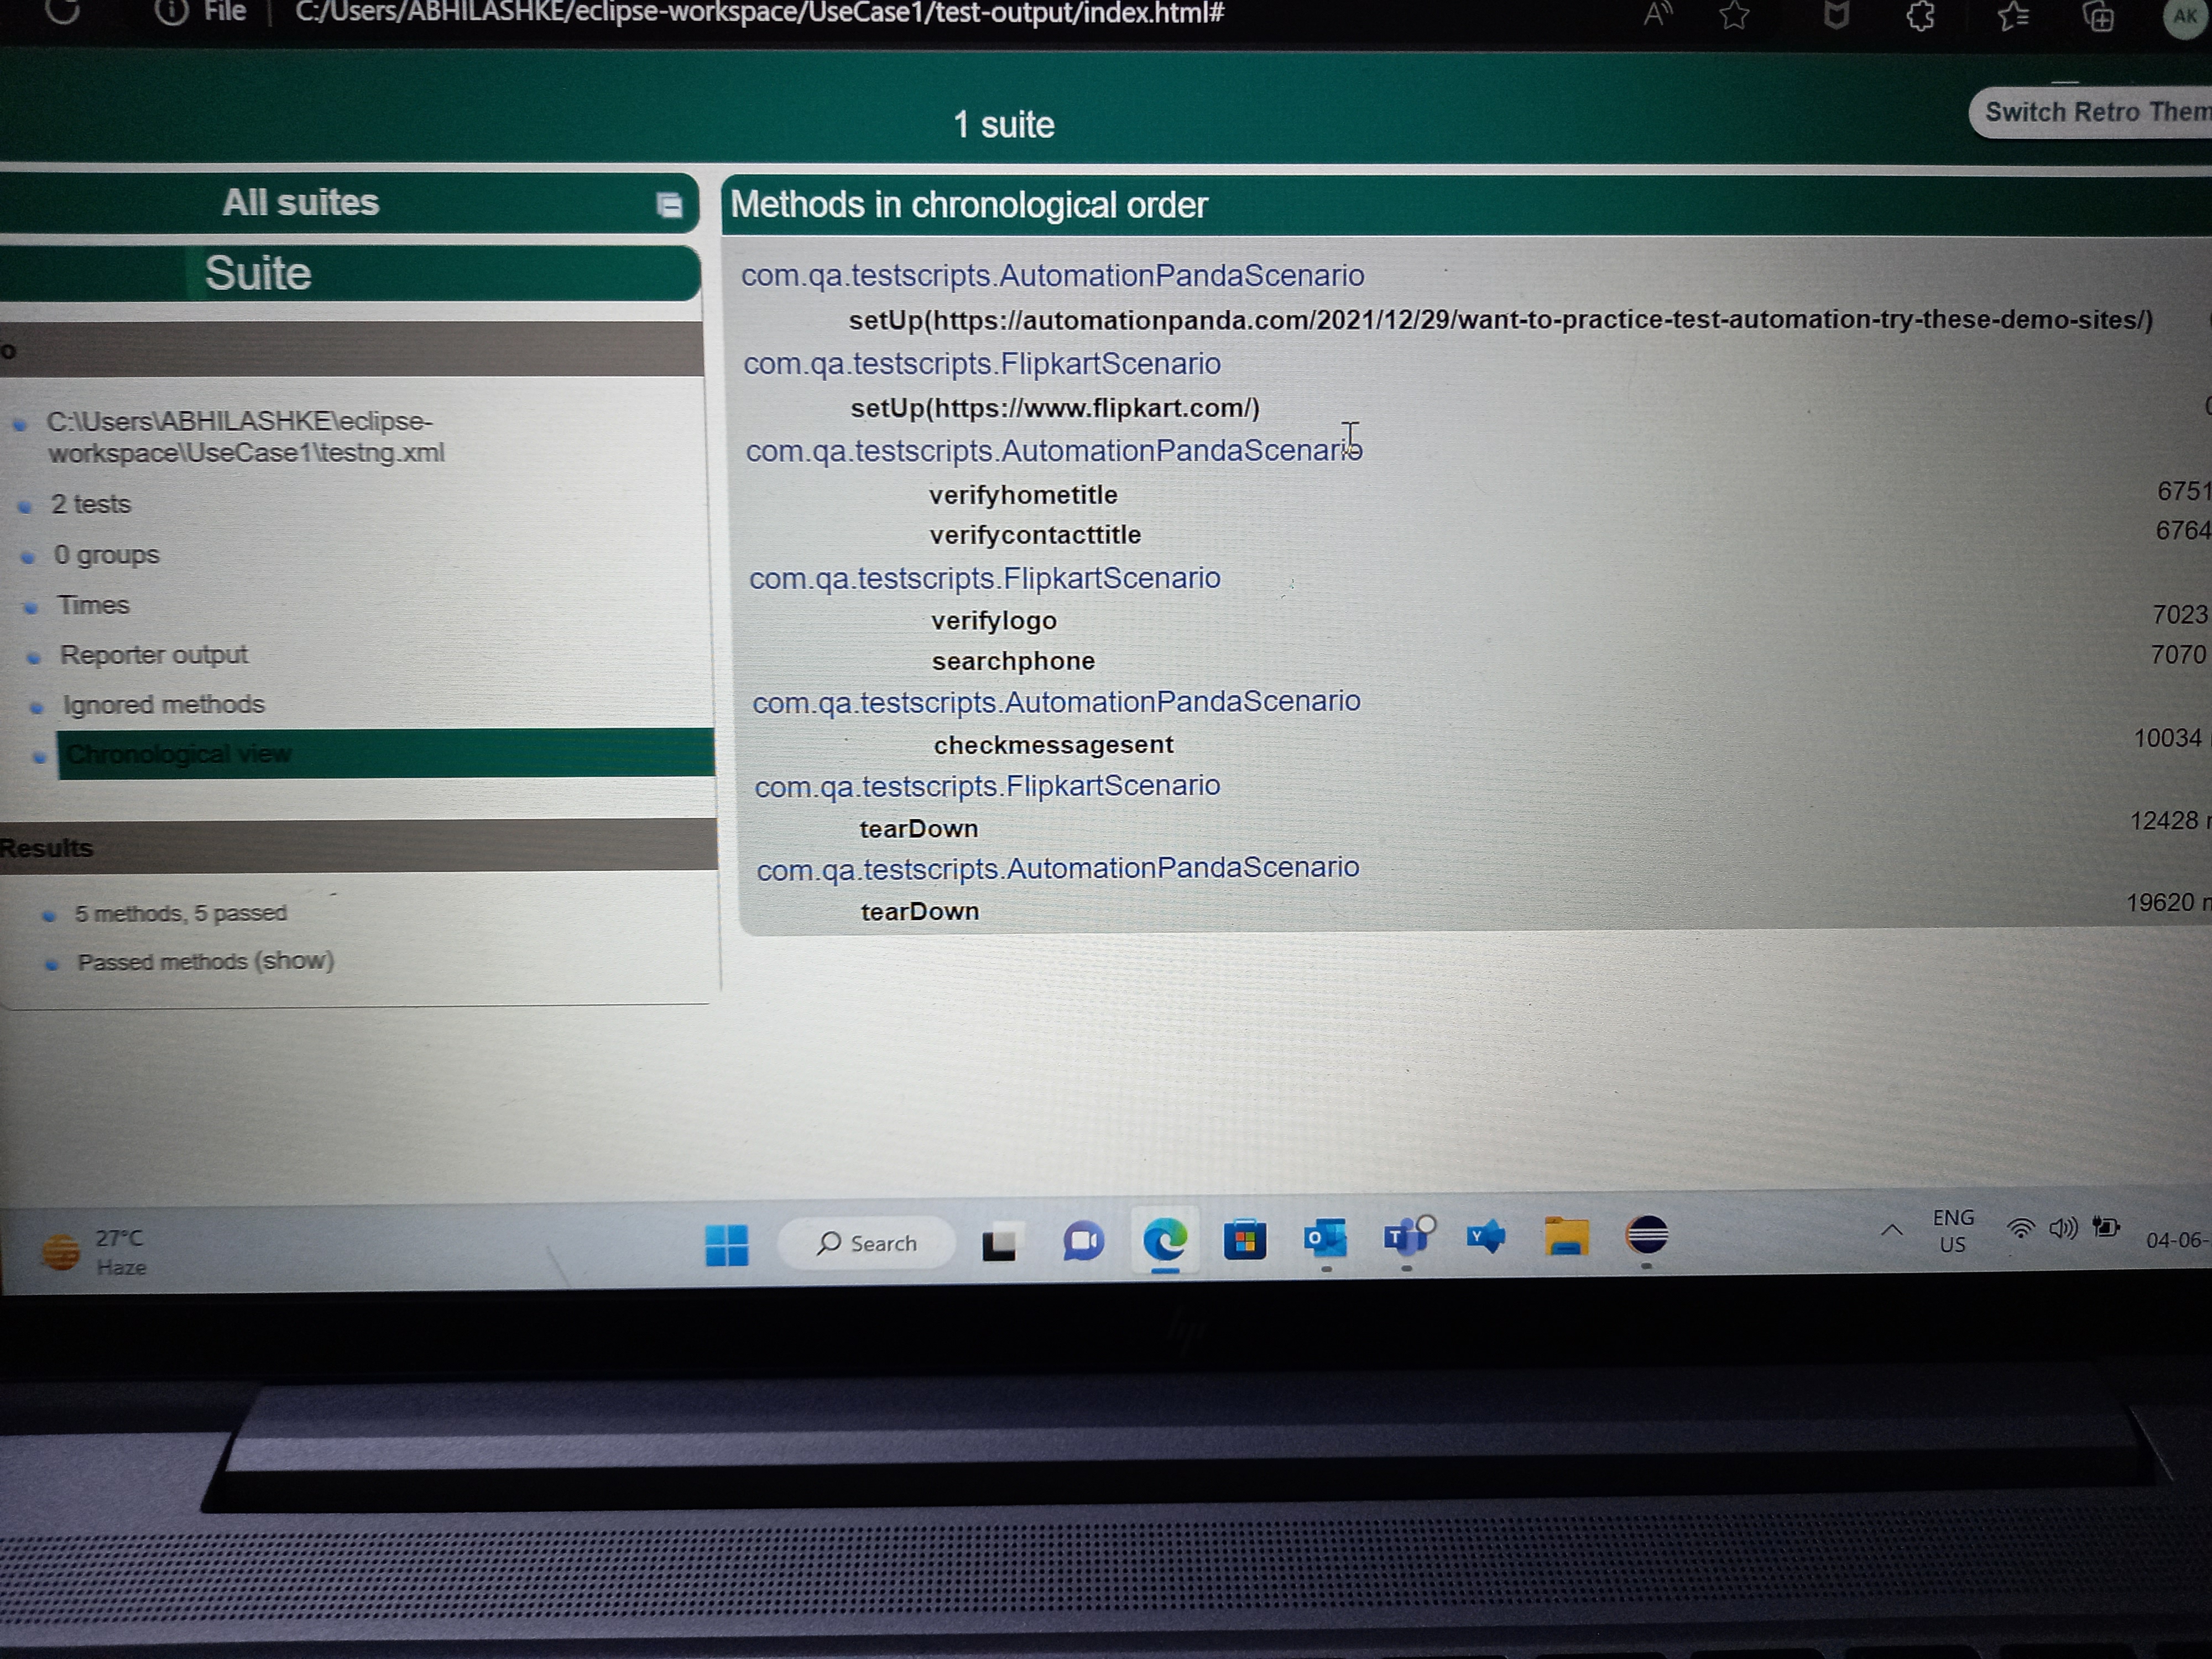 File | C:/Users/ABHILASHKE/eclipse-workspace/UseCase1/test-output/index.html#
AK
1 suite
Switch Retro Them
All suites
Suite
o
C:\Users\ABHILASHKE\eclipse-
workspace\UseCase1\testng.xml
2 tests
0 groups
Times
Reporter output
Ignored methods
Chronological view
Results
5 methods, 5 passed
Passed methods (show)
Methods in chronological order
com.qa.testscripts.AutomationPandaScenario
setUp(https://automationpanda.com/2021/12/29/want-to-practice-test-automation-try-these-demo-sites/)
com.qa.testscripts.FlipkartScenario
setUp(https://www.flipkart.com/)
com.qa.testscripts.AutomationPandaScenario
verifyhometitle 6751
verifycontacttitle 6764
com.qa.testscripts.FlipkartScenario
verifylogo 7023
searchphone 7070
com.qa.testscripts.AutomationPandaScenario
checkmessagesent 10034
com.qa.testscripts.FlipkartScenario
tearDown 12428
com.qa.testscripts.AutomationPandaScenario
tearDown 19620
27°C
Haze
Search
ENG
US
04-06-
hp